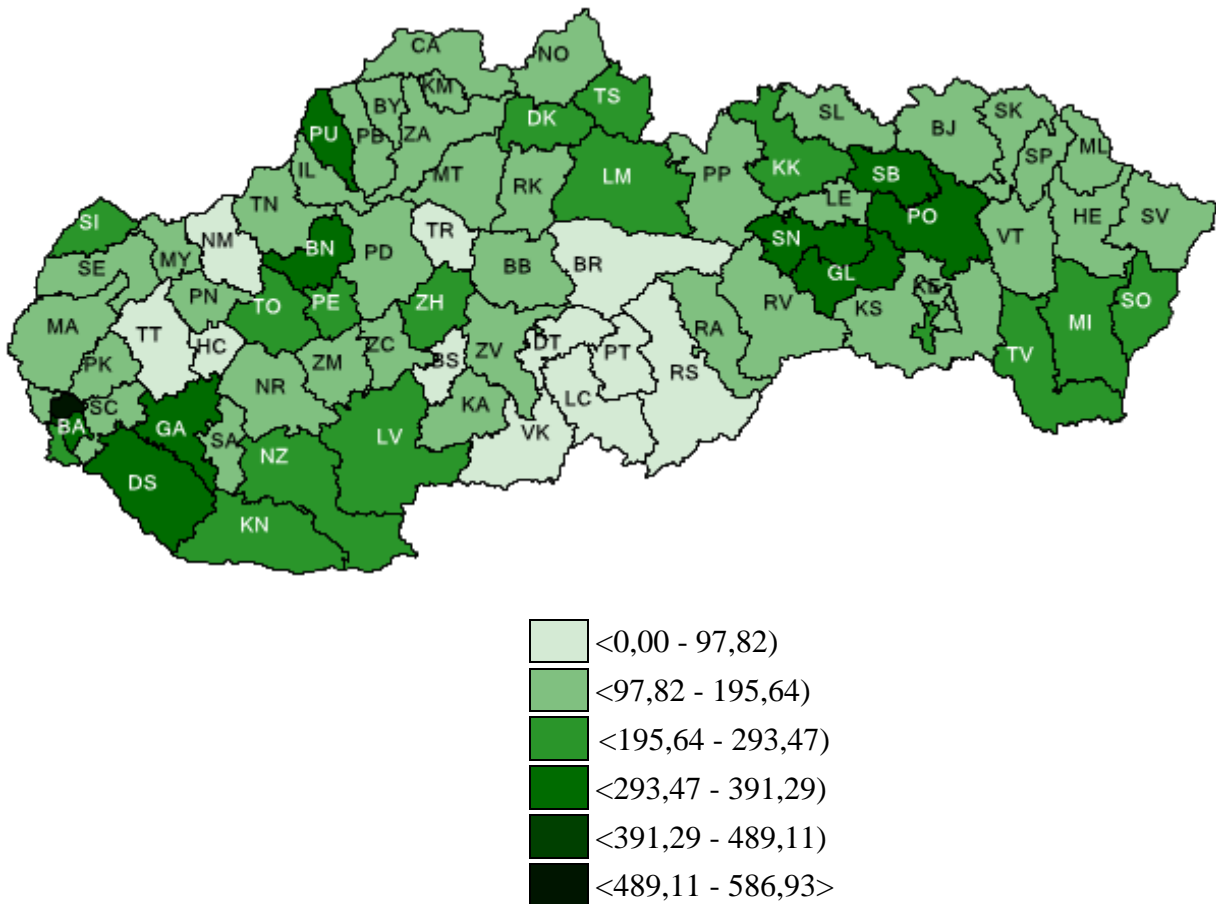 CA
NO
KM
TS
BY
PU
PB
ZA
DK
SL
SK
BJ
ML
SP
IL
MT
RK
LM
PP
KK
SB
LE
TN
SI
NM
TR
PO
HE
SV
BN
PD
SN
VT
MY
SE
BB
BR
GL
PN
TO
PE
ZH
RV
KS
KE
SO
MA
TT
HC
RA
MI
PK
ZM
ZC
BS
ZV
DT
PT
RS
TV
NR
SC
KA
LC
BA
GA
SA
LV
VK
NZ
DS
KN
<0,00 - 97,82)
<97,82 - 195,64)
<195,64 - 293,47)
<293,47 - 391,29)
<391,29 - 489,11)
<489,11 - 586,93>